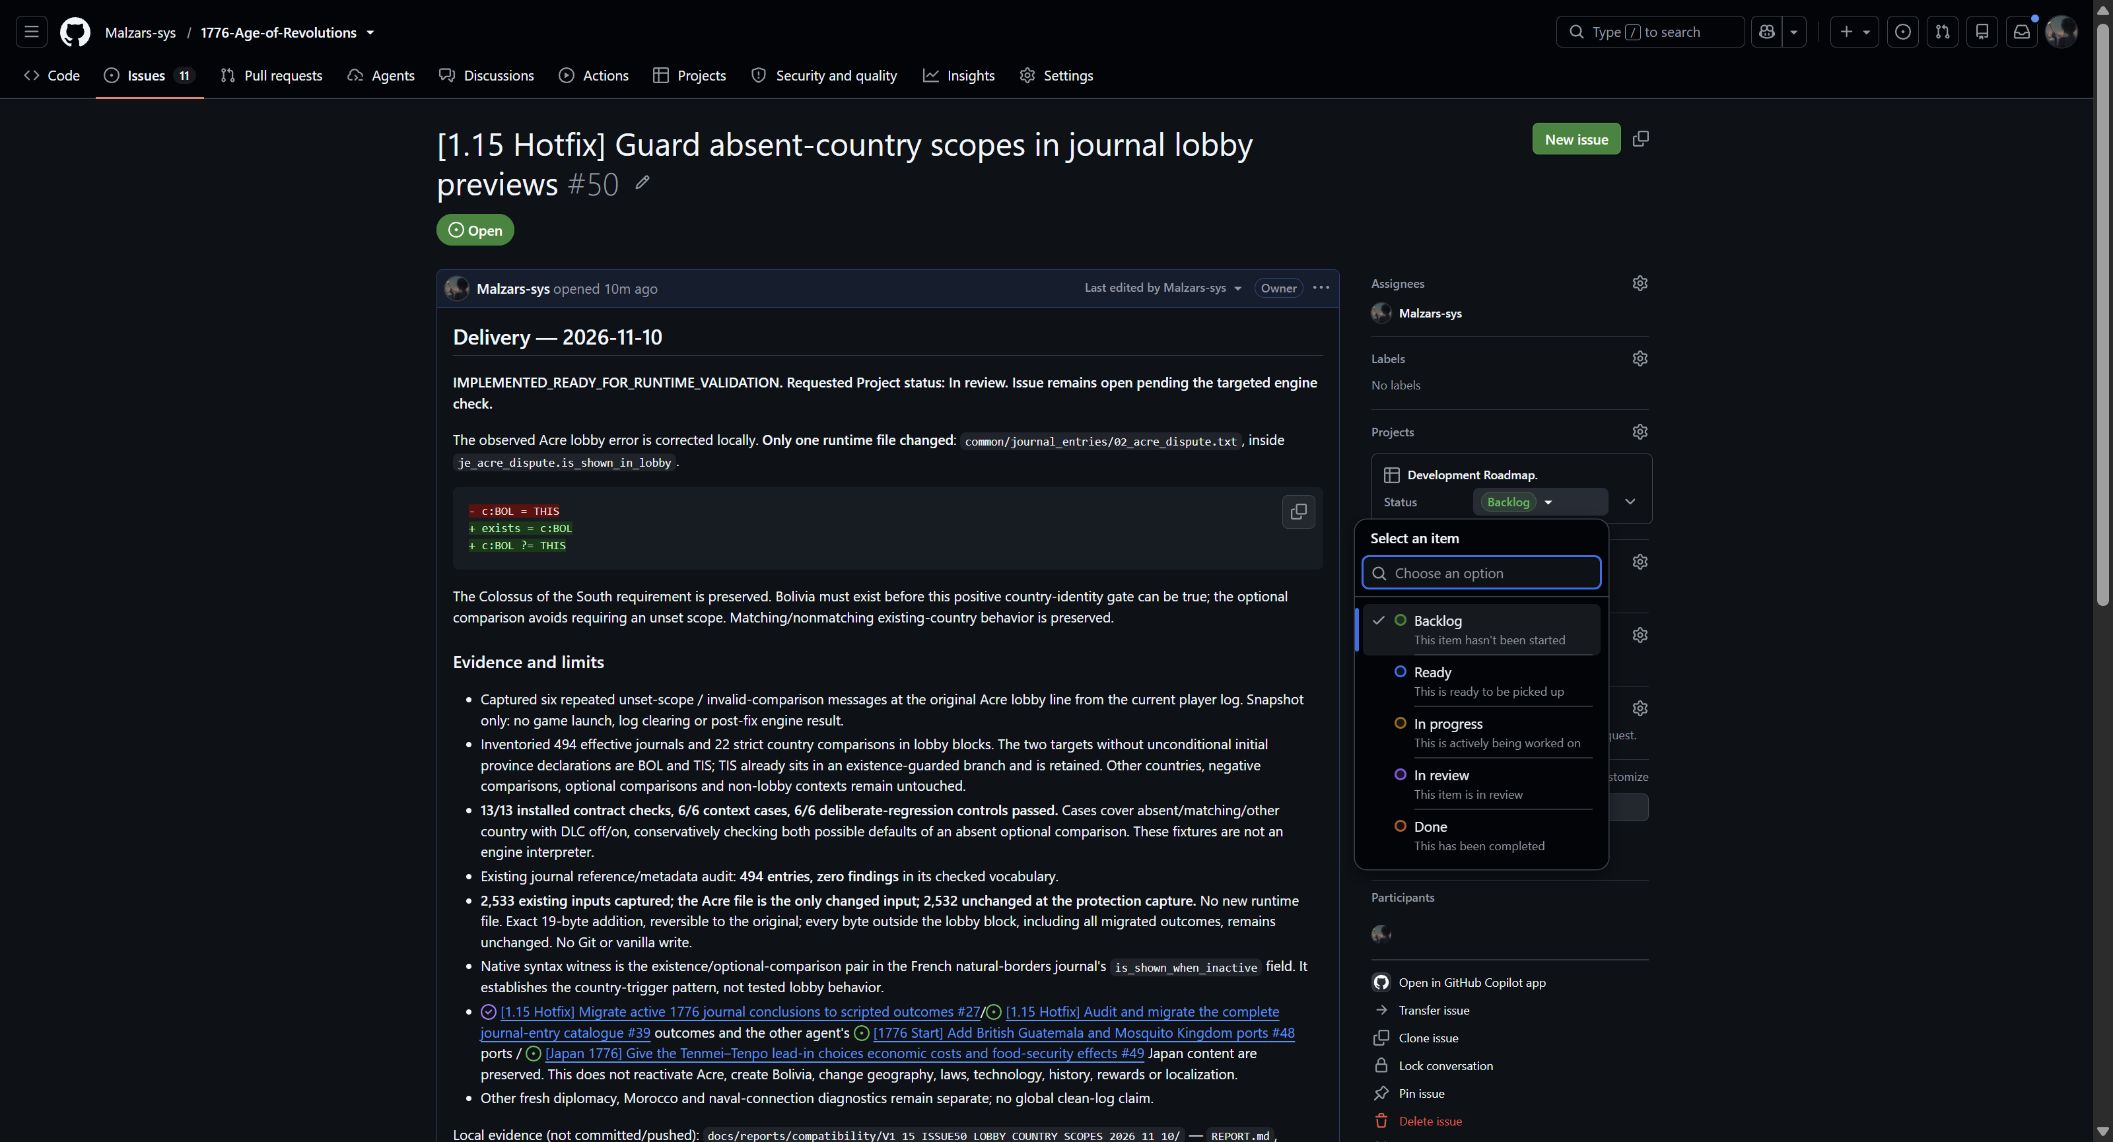 Malzars-sys / 1776-Age-of-Revolutions
Type / to search
Code
Issues 11
Pull requests
Agents
Discussions
Actions
Projects
Security and quality
Insights
Settings
[1.15 Hotfix] Guard absent-country scopes in journal lobby
previews #50
New issue
Open
Malzars-sys opened 10m ago
Last edited by Malzars-sys
Owner
Delivery — 2026-11-10
IMPLEMENTED_READY_FOR_RUNTIME_VALIDATION. Requested Project status: In review. Issue remains open pending the targeted engine
check.
The observed Acre lobby error is corrected locally. Only one runtime file changed: common/journal_entries/02_acre_dispute.txt, inside
je_acre_dispute.is_shown_in_lobby.
- c:BOL = THIS
+ exists = c:BOL
+ c:BOL ?= THIS
The Colossus of the South requirement is preserved. Bolivia must exist before this positive country-identity gate can be true; the optional
comparison avoids requiring an unset scope. Matching/nonmatching existing-country behavior is preserved.
Evidence and limits
• Captured six repeated unset-scope / invalid-comparison messages at the original Acre lobby line from the current player log. Snapshot
only: no game launch, log clearing or post-fix engine result.
• Inventoried 494 effective journals and 22 strict country comparisons in lobby blocks. The two targets without unconditional initial
province declarations are BOL and TIS; TIS already sits in an existence-guarded branch and is retained. Other countries, negative
comparisons, optional comparisons and non-lobby contexts remain untouched.
• 13/13 installed contract checks, 6/6 context cases, 6/6 deliberate-regression controls passed. Cases cover absent/matching/other
country with DLC off/on, conservatively checking both possible defaults of an absent optional comparison. These fixtures are not an
engine interpreter.
• Existing journal reference/metadata audit: 494 entries, zero findings in its checked vocabulary.
• 2,533 existing inputs captured; the Acre file is the only changed input; 2,532 unchanged at the protection capture. No new runtime
file. Exact 19-byte addition, reversible to the original; every byte outside the lobby block, including all migrated outcomes, remains
unchanged. No Git or vanilla write.
• Native syntax witness is the existence/optional-comparison pair in the French natural-borders journal's is_shown_when_inactive field. It
establishes the country-trigger pattern, not tested lobby behavior.
• [1.15 Hotfix] Migrate active 1776 journal conclusions to scripted outcomes #27/ [1.15 Hotfix] Audit and migrate the complete
journal-entry catalogue #39 outcomes and the other agent's [1776 Start] Add British Guatemala and Mosquito Kingdom ports #48
ports / [Japan 1776] Give the Tenmei–Tenpo lead-in choices economic costs and food-security effects #49 Japan content are
preserved. This does not reactivate Acre, create Bolivia, change geography, laws, technology, history, rewards or localization.
• Other fresh diplomacy, Morocco and naval-connection diagnostics remain separate; no global clean-log claim.
Local evidence (not committed/pushed): docs/reports/compatibility/V1_15_ISSUE50_LOBBY_COUNTRY_SCOPES_2026_11_10/ — REPORT.md,
Assignees
Malzars-sys
Labels
No labels
Projects
Development Roadmap.
Status
Backlog
Select an item
Choose an option
Backlog
This item hasn't been started
Ready
This is ready to be picked up
In progress
This is actively being worked on
In review
This item is in review
Done
This has been completed
uest.
stomize
Participants
Open in GitHub Copilot app
Transfer issue
Clone issue
Lock conversation
Pin issue
Delete issue